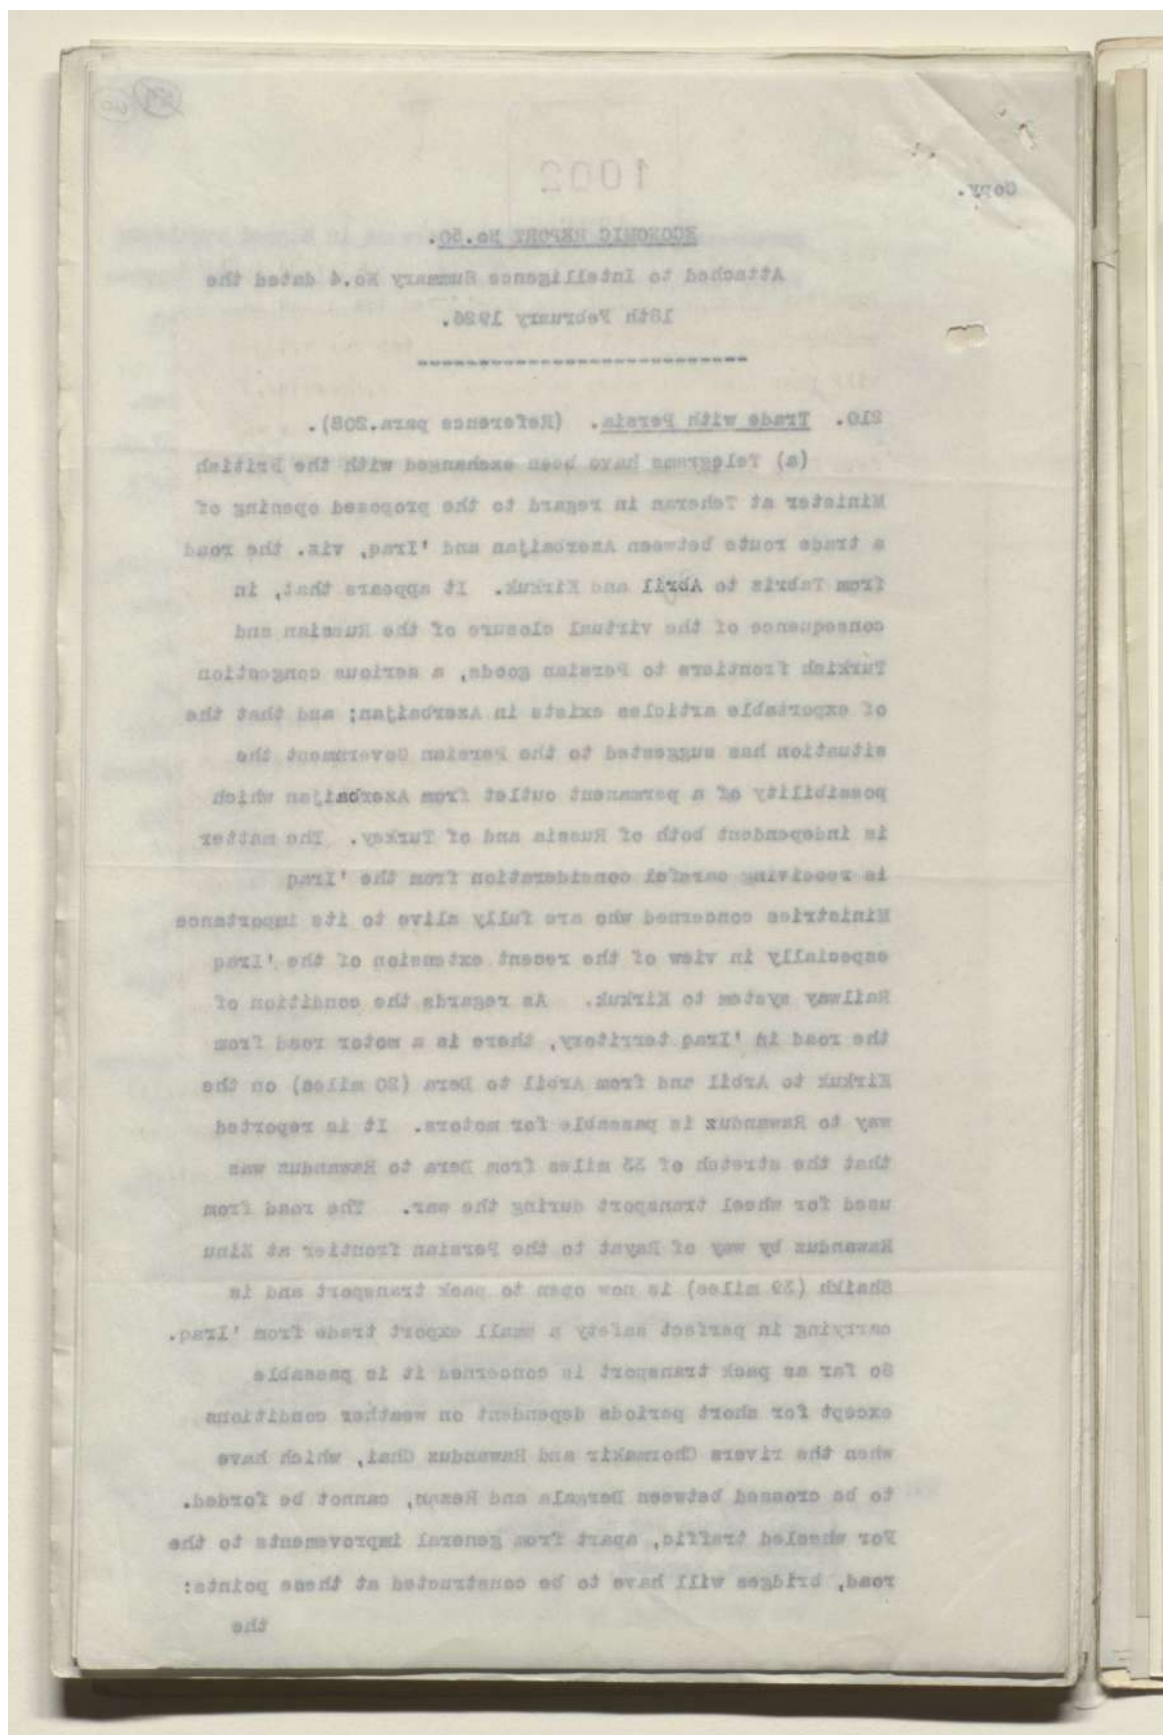 1002
Copy.
ECONOMIC REPORT No.50.
Attached to Intelligence Summary No.4 dated the
18th February 1926.
210. Trade with Persia. (Reference para.208).
(a) Telegrams have been exchanged with the British
Minister at Teheran in regard to the proposed opening of
a trade route between Azerbaijan and 'Iraq, viz. the road
from Tabriz to Arbil and Kirkuk. It appears that, in
consequence of the virtual closure of the Russian and
Turkish frontiers to Persian goods, a serious congestion
of exportable articles exists in Azerbaijan; and that the
situation has suggested to the Persian Government the
possibility of a permanent outlet from Azerbaijan which
is independent both of Russia and of Turkey. The matter
is receiving careful consideration from the 'Iraq
Ministries concerned who are fully alive to its importance
especially in view of the recent extension of the 'Iraq
Railway system to Kirkuk. As regards the condition of
the road in 'Iraq territory, there is a motor road from
Kirkuk to Arbil and from Arbil to Dera (20 miles) on the
way to Rawanduz is passable for motors. It is reported
that the stretch of 33 miles from Dera to Rawanduz was
used for wheel transport during the war. The road from
Rawanduz by way of Rayat to the Persian frontier at Zinu
Shaikh (39 miles) is now open to pack transport and is
carrying in perfect safety a small export trade from 'Iraq.
So far as pack transport is concerned it is passable
except for short periods dependent on weather conditions
when the rivers Chormakir and Rawanduz Chai, which have
to be crossed between Dergala and Rezan, cannot be forded.
For wheeled traffic, apart from general improvements to the
road, bridges will have to be constructed at these points:
the